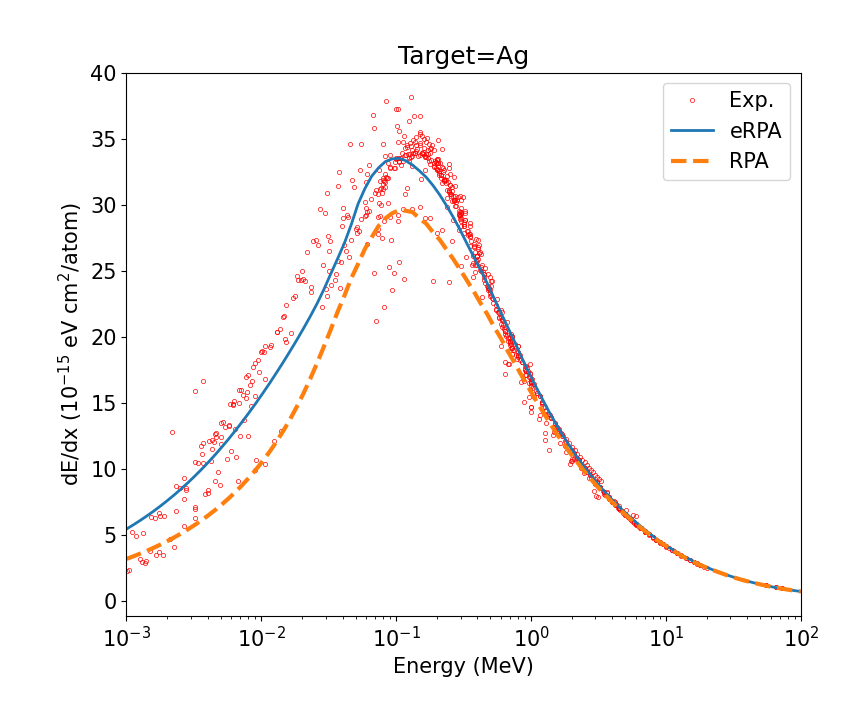 Target=Ag
Exp.
eRPA
RPA
dE/dx (10⁻¹⁵ eV cm²/atom)
40
35
30
25
20
15
10
5
0
10⁻³ 10⁻² 10⁻¹ 10⁰ 10¹ 10²
Energy (MeV)